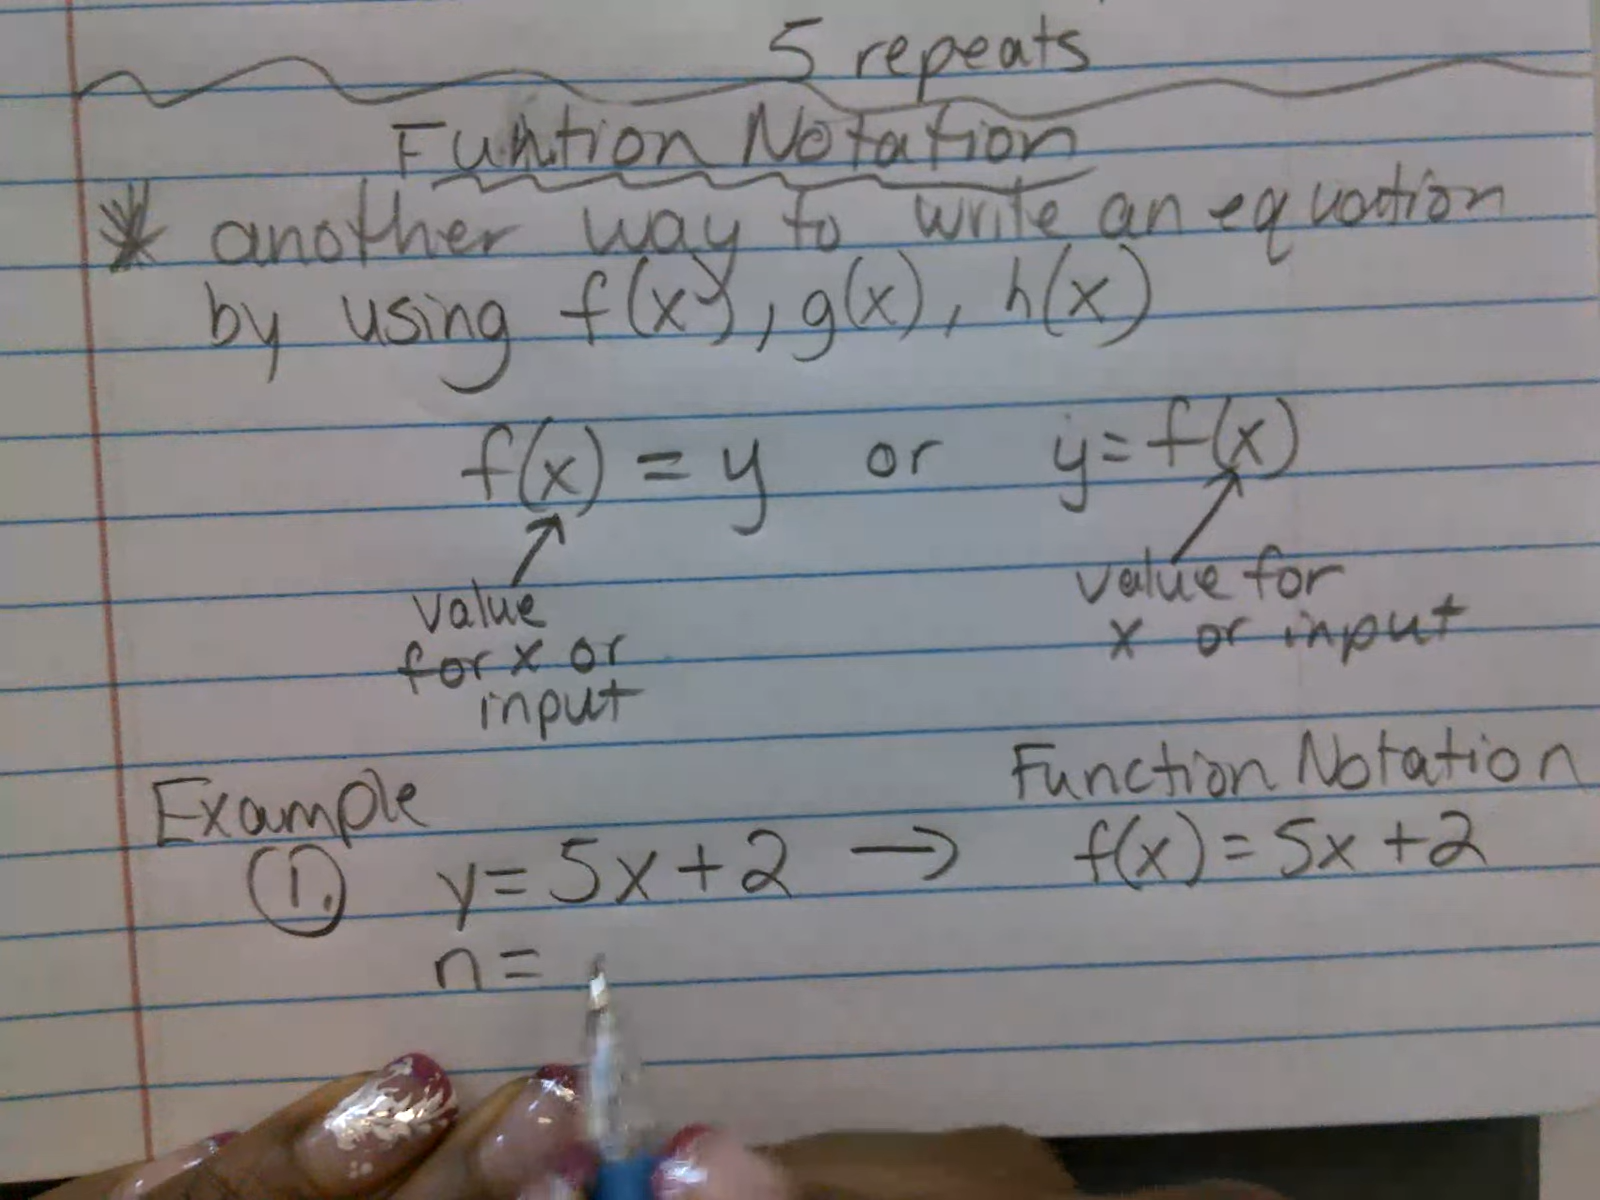 5 repeats
Funtion Notation
* another way to write an equation
by using f(x), g(x), h(x)
f(x) = y or y = f(x)
value
for x or
input
value for
x or input
Example
Function Notation
1. y = 5x + 2 → f(x) = 5x + 2
n =